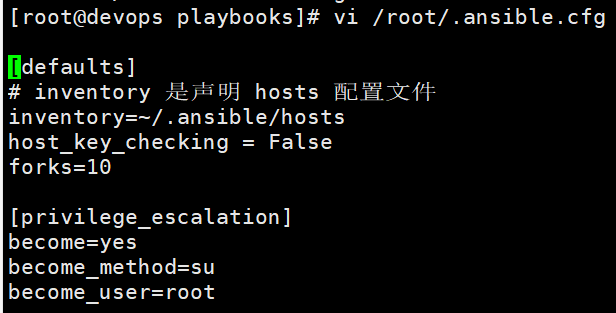 [root@devops playbooks]# vi /root/.ansible.cfg
[defaults]
# inventory 是声明 hosts 配置文件
inventory=~/.ansible/hosts
host_key_checking = False
forks=10
[privilege_escalation]
become=yes
become_method=su
become_user=root